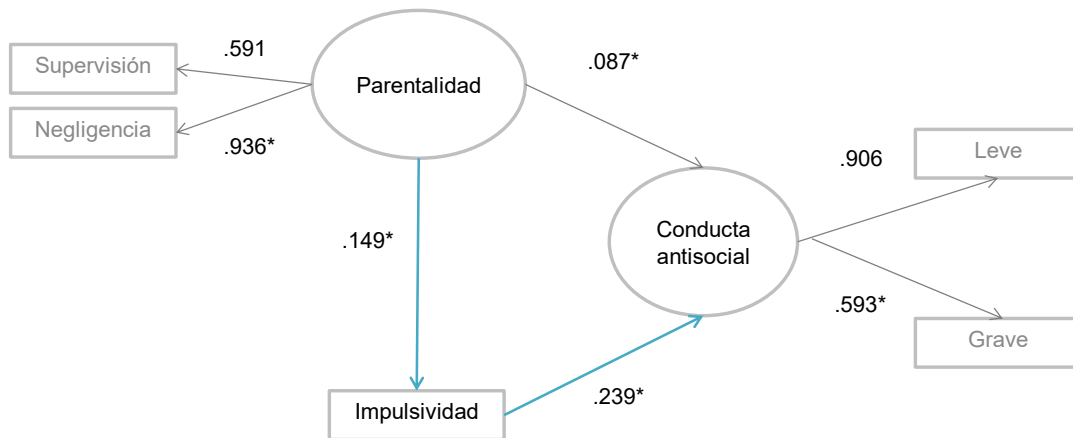 .591
Supervisión
Parentalidad
.087*
Negligencia
.936*
Leve
.906
Conducta
antisocial
.149*
.593*
Grave
Impulsividad
.239*